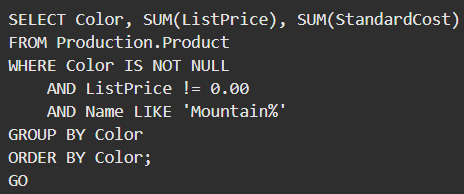 SELECT Color, SUM(ListPrice), SUM(StandardCost)
FROM Production.Product
WHERE Color IS NOT NULL
    AND ListPrice != 0.00
    AND Name LIKE 'Mountain%'
GROUP BY Color
ORDER BY Color;
GO